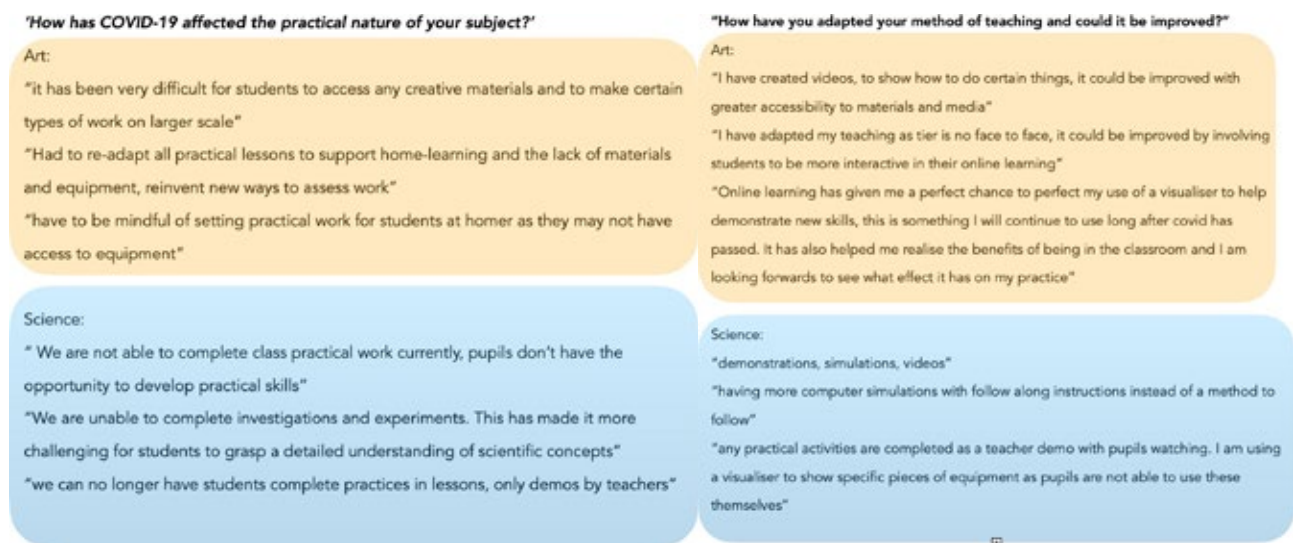 'How has COVID-19 affected the practical nature of your subject?'
Art:
"it has been very difficult for students to access any creative materials and to make certain
types of work on larger scale"
"Had to re-adapt all practical lessons to support home-learning and the lack of materials
and equipment, reinvent new ways to assess work"
"have to be mindful of setting practical work for students at homer as they may not have
access to equipment"
Science:
" We are not able to complete class practical work currently, pupils don't have the
opportunity to develop practical skills"
"We are unable to complete investigations and experiments. This has made it more
challenging for students to grasp a detailed understanding of scientific concepts"
"we can no longer have students complete practices in lessons, only demos by teachers"
"How have you adapted your method of teaching and could it be improved?"
Art:
"I have created videos, to show how to do certain things, it could be improved with
greater accessibility to materials and media"
"I have adapted my teaching as tier is no face to face, it could be improved by involving
students to be more interactive in their online learning"
"Online learning has given me a perfect chance to perfect my use of a visualiser to help
demonstrate new skills, this is something I will continue to use long after covid has
passed. It has also helped me realise the benefits of being in the classroom and I am
looking forwards to see what effect it has on my practice"
Science:
"demonstrations, simulations, videos"
"having more computer simulations with follow along instructions instead of a method to
follow"
"any practical activities are completed as a teacher demo with pupils watching. I am using
a visualiser to show specific pieces of equipment as pupils are not able to use these
themselves"